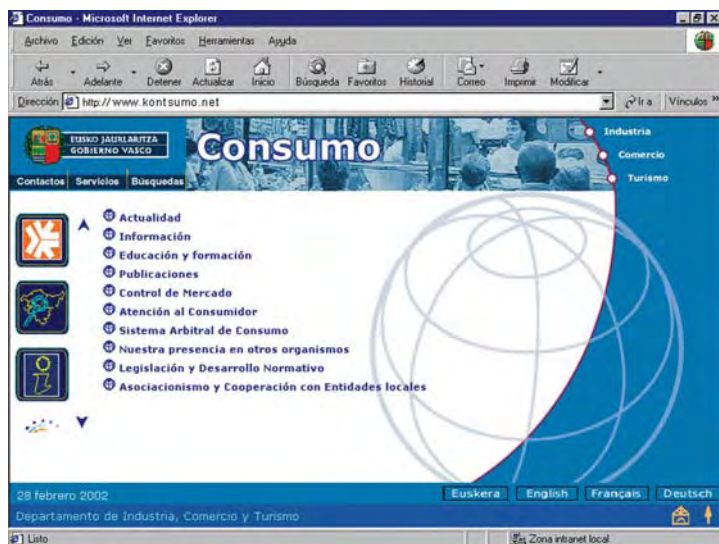 Consumo - Microsoft Internet Explorer
Archivo Edición Ver Favoritos Herramientas Ayuda
Atrás Adelante Detener Actualizar Inicio Búsqueda Favoritos Historial Correo Imprimir Modificar
Dirección http://www.kontsumo.net Ir a Vínculos »
EUSKO JAURLARITZA
GOBIERNO VASCO
Consumo
Industria
Comercio
Turismo
Contactos Servicios Búsquedas
Actualidad
Información
Educación y formación
Publicaciones
Control de Mercado
Atención al Consumidor
Sistema Arbitral de Consumo
Nuestra presencia en otros organismos
Legislación y Desarrollo Normativo
Asociacionismo y Cooperación con Entidades locales
28 febrero 2002 Euskera English Français Deutsch
Departamento de Industria, Comercio y Turismo
Listo Zona intranet local